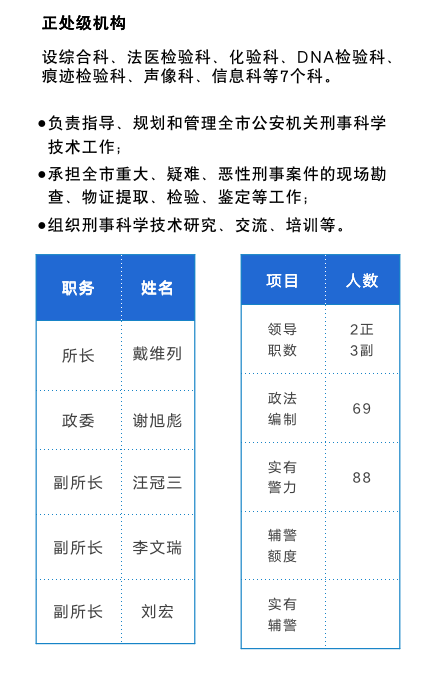 正处级机构
设综合科、法医检验科、化验科、DNA检验科、
痕迹检验科、声像科、信息科等7个科。
●负责指导、规划和管理全市公安机关刑事科学
技术工作；
●承担全市重大、疑难、恶性刑事案件的现场勘
查、物证提取、检验、鉴定等工作；
●组织刑事科学技术研究、交流、培训等。
职务 姓名
所长 戴维列
政委 谢旭彪
副所长 汪冠三
副所长 李文瑞
副所长 刘宏
项目 人数
领导 2正
职数 3副
政法
编制 69
实有
警力 88
辅警
额度
实有
辅警